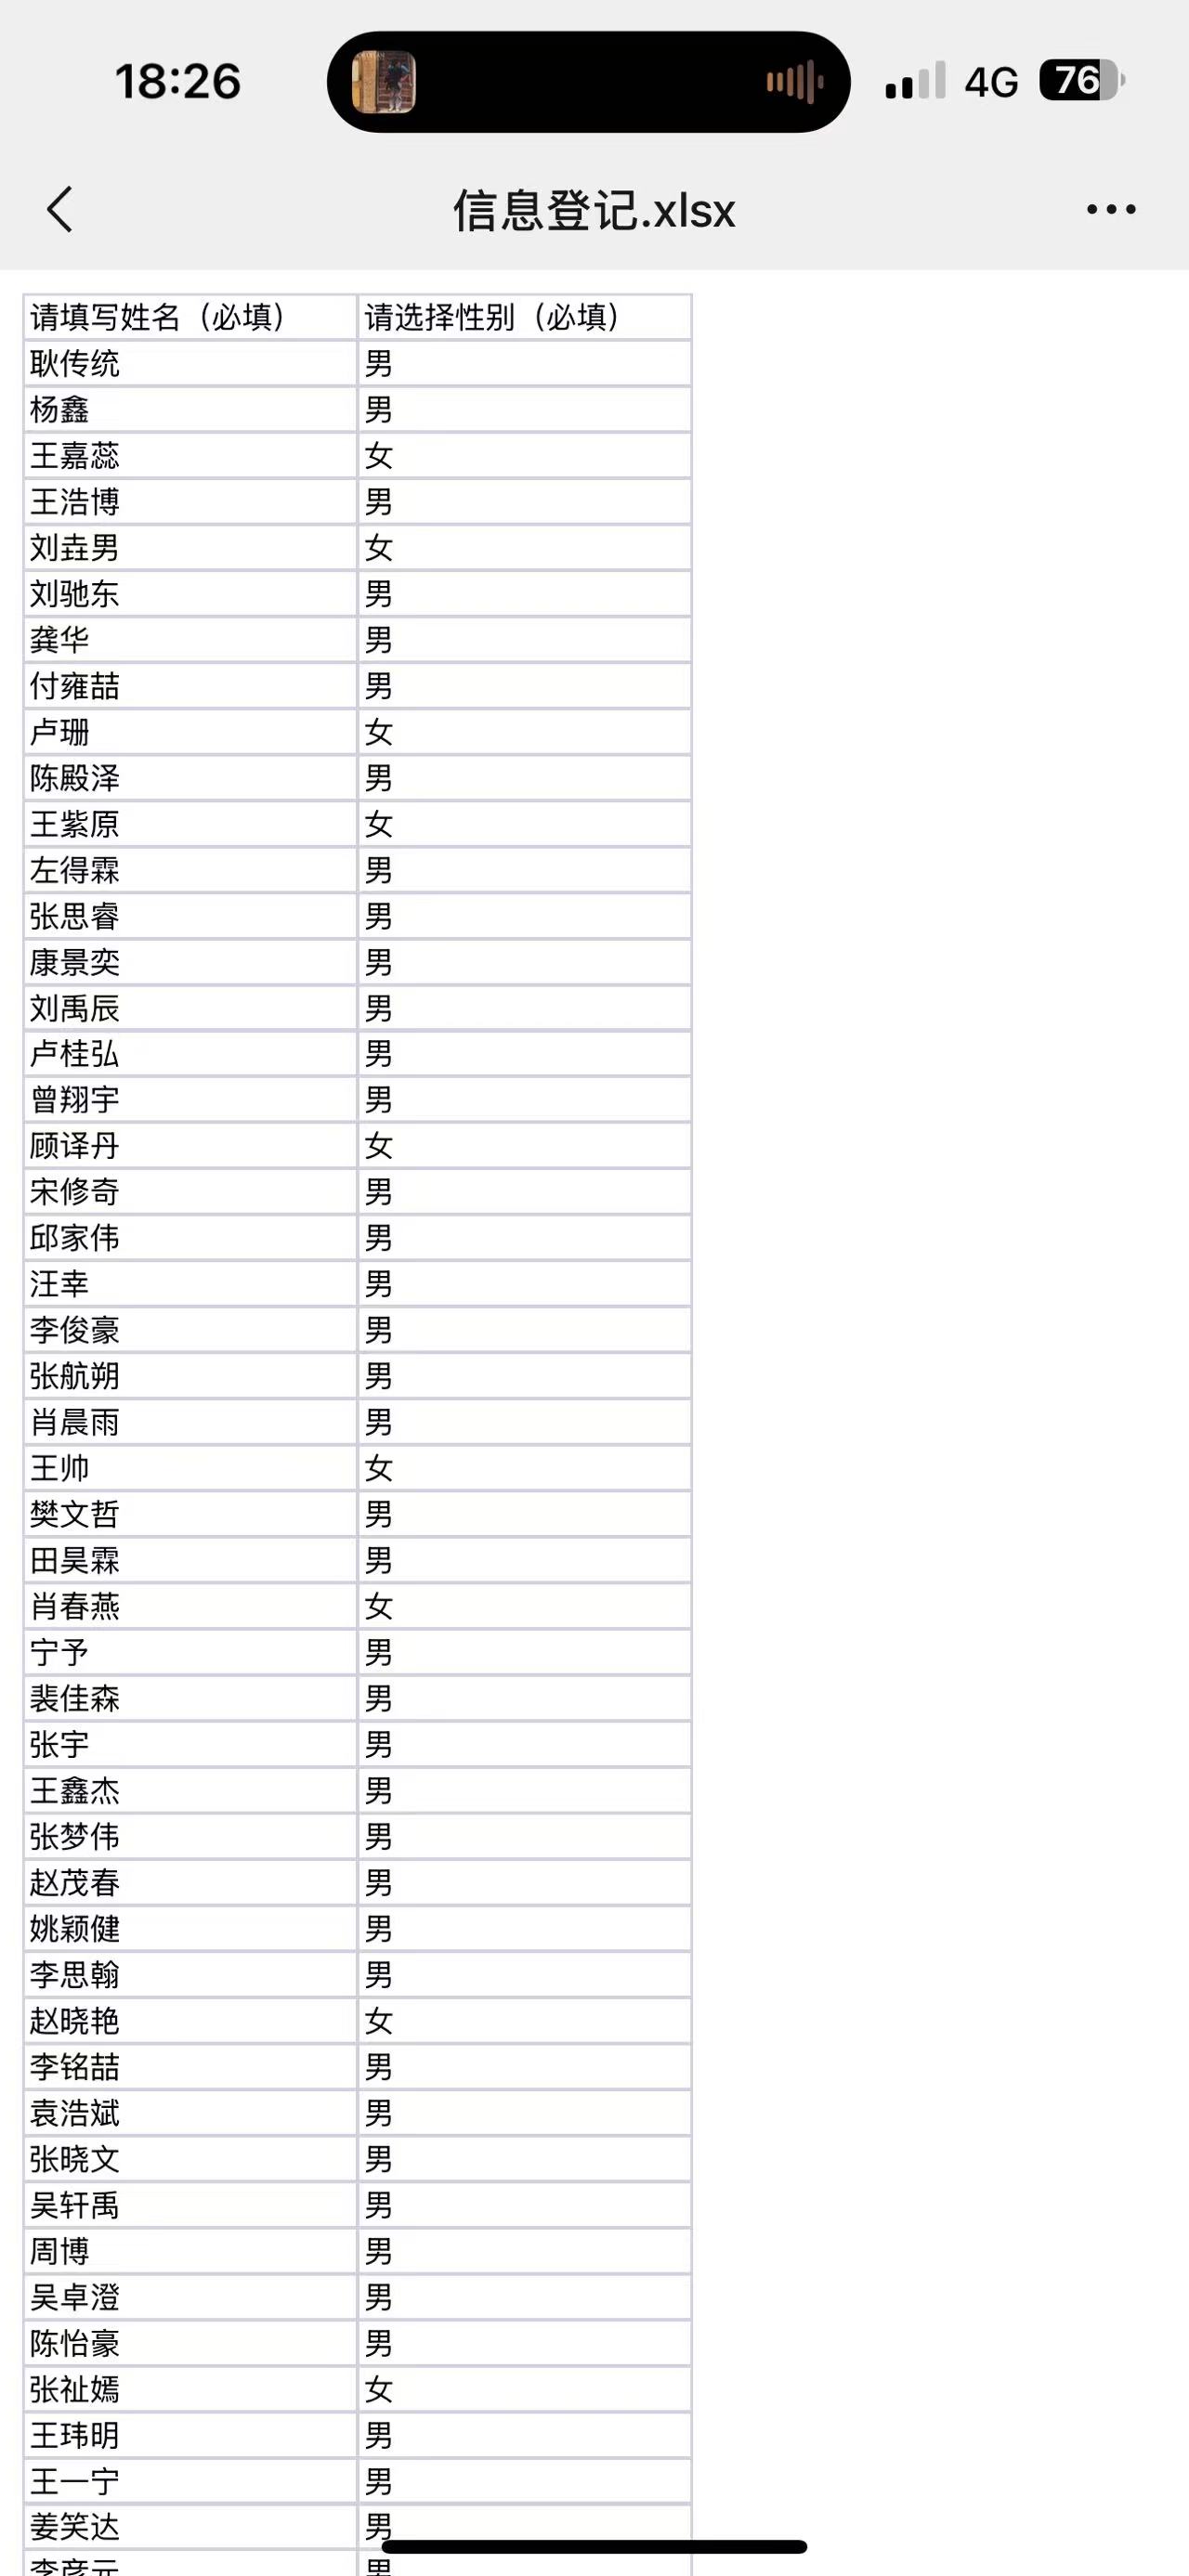 18:26 4G 76
信息登记.xlsx
请填写姓名（必填） 请选择性别（必填）
耿传统 男
杨鑫 男
王嘉蕊 女
王浩博 男
刘垚男 女
刘驰东 男
龚华 男
付雍喆 男
卢珊 女
陈殿泽 男
王紫原 女
左得霖 男
张思睿 男
康景奕 男
刘禹辰 男
卢桂弘 男
曾翔宇 男
顾译丹 女
宋修奇 男
邱家伟 男
汪幸 男
李俊豪 男
张航朔 男
肖晨雨 男
王帅 女
樊文哲 男
田昊霖 男
肖春燕 女
宁予 男
裴佳森 男
张宇 男
王鑫杰 男
张梦伟 男
赵茂春 男
姚颖健 男
李思翰 男
赵晓艳 女
李铭喆 男
袁浩斌 男
张晓文 男
吴轩禹 男
周博 男
吴卓澄 男
陈怡豪 男
张祉嫣 女
王玮明 男
王一宁 男
姜笑达 男
李彦元 男